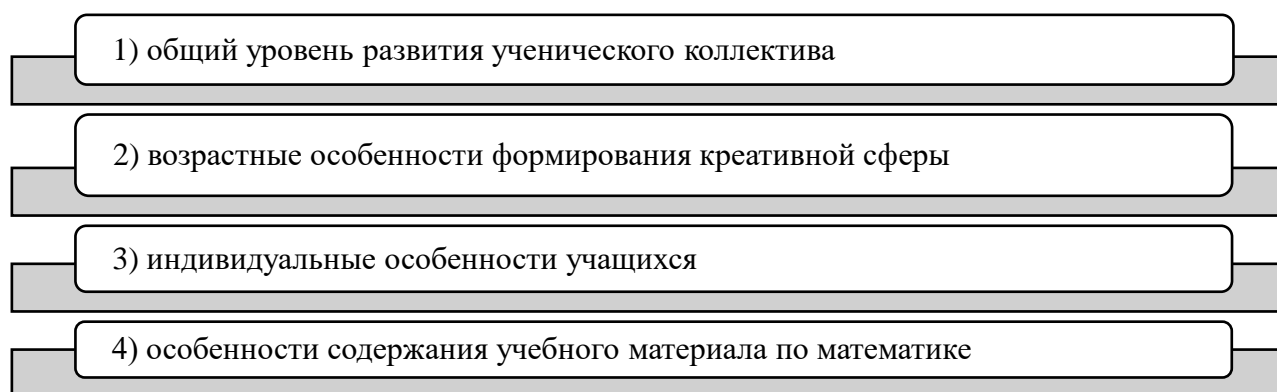 1) общий уровень развития ученического коллектива
2) возрастные особенности формирования креативной сферы
3) индивидуальные особенности учащихся
4) особенности содержания учебного материала по математике